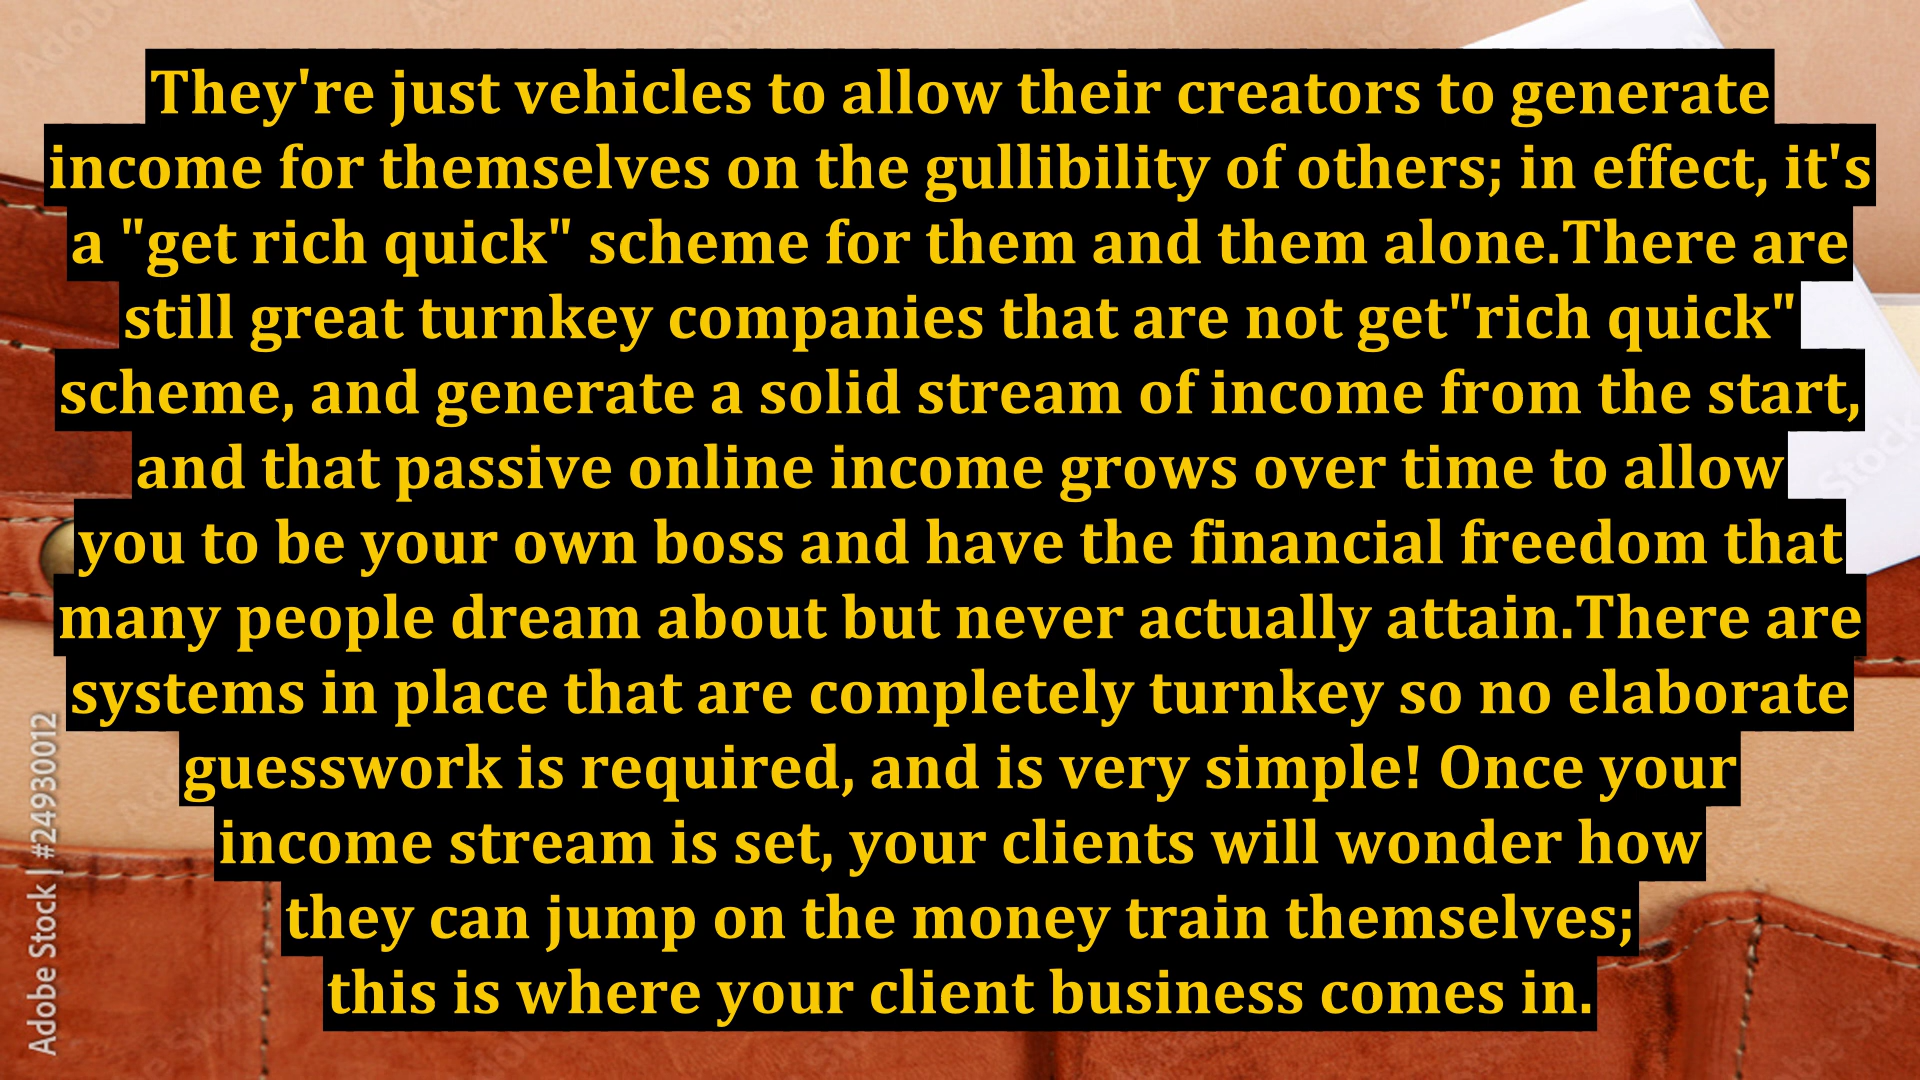 They're just vehicles to allow their creators to generate
income for themselves on the gullibility of others; in effect, it's
a "get rich quick" scheme for them and them alone.There are
still great turnkey companies that are not get"rich quick"
scheme, and generate a solid stream of income from the start,
and that passive online income grows over time to allow
you to be your own boss and have the financial freedom that
many people dream about but never actually attain.There are
systems in place that are completely turnkey so no elaborate
guesswork is required, and is very simple! Once your
income stream is set, your clients will wonder how
they can jump on the money train themselves;
this is where your client business comes in.
Adobe Stock | #24930012